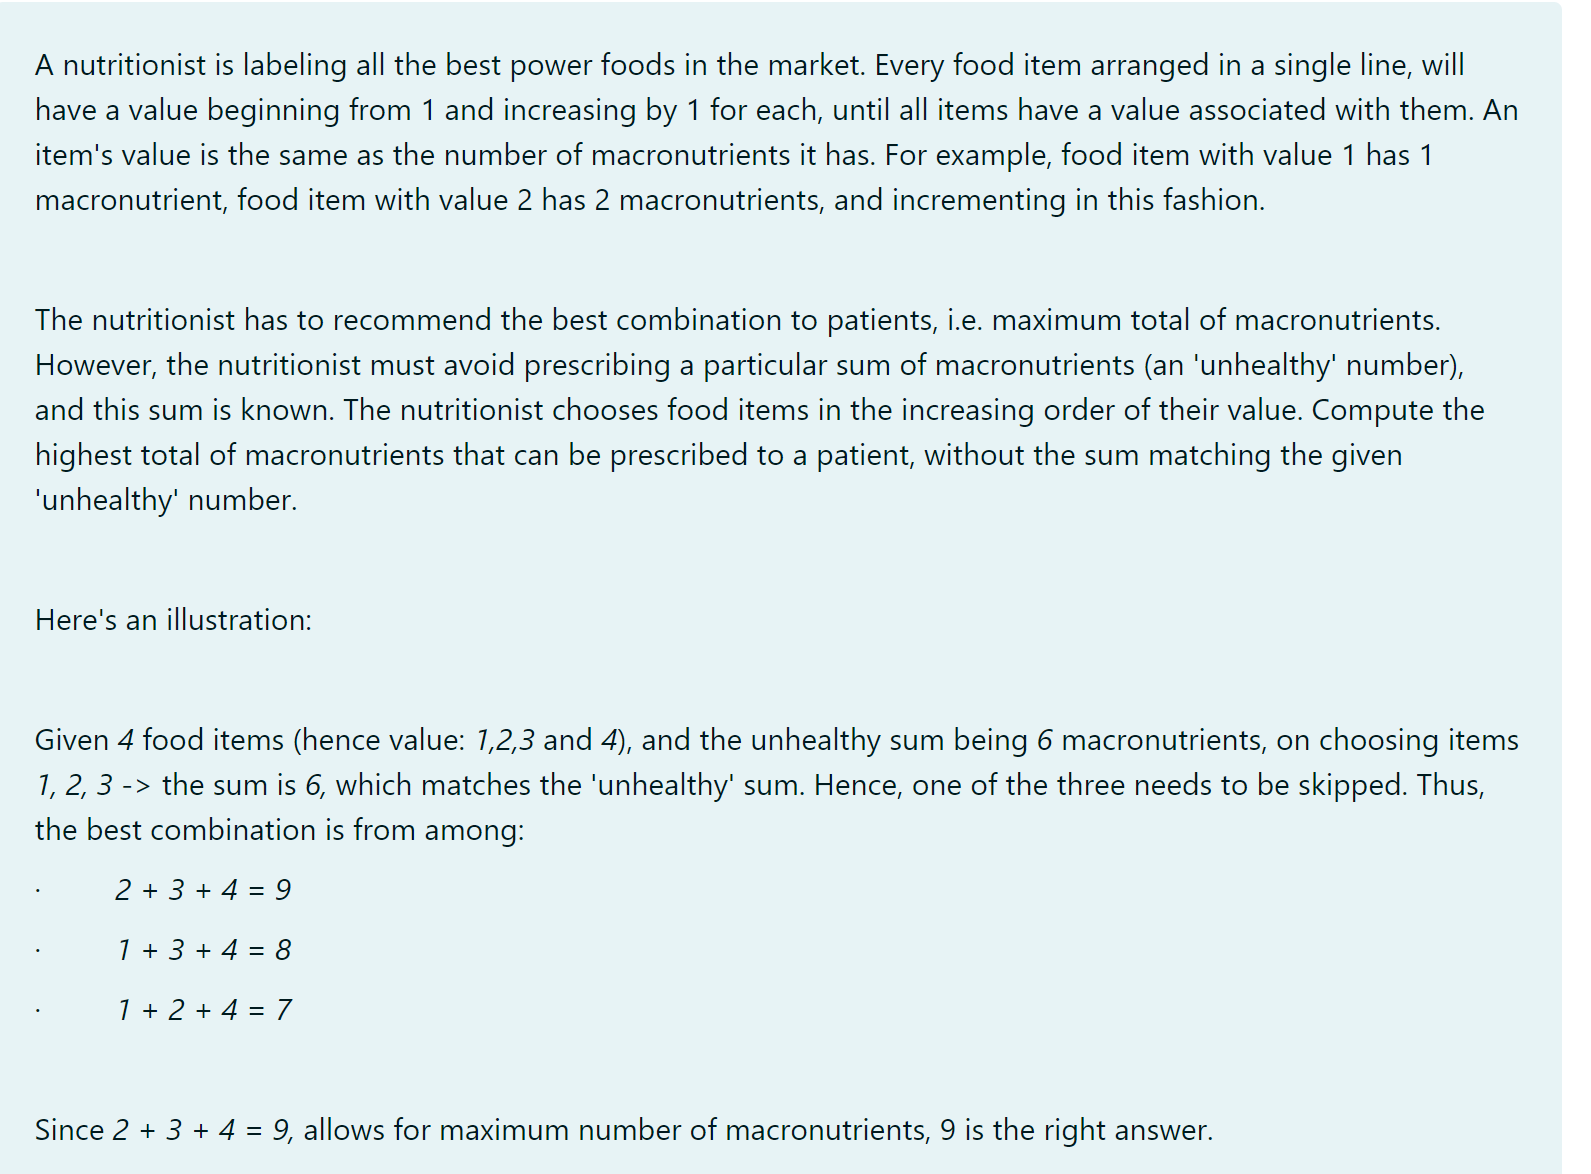 A nutritionist is labeling all the best power foods in the market. Every food item arranged in a single line, will
have a value beginning from 1 and increasing by 1 for each, until all items have a value associated with them. An
item's value is the same as the number of macronutrients it has. For example, food item with value 1 has 1
macronutrient, food item with value 2 has 2 macronutrients, and incrementing in this fashion.
The nutritionist has to recommend the best combination to patients, i.e. maximum total of macronutrients.
However, the nutritionist must avoid prescribing a particular sum of macronutrients (an 'unhealthy' number),
and this sum is known. The nutritionist chooses food items in the increasing order of their value. Compute the
highest total of macronutrients that can be prescribed to a patient, without the sum matching the given
'unhealthy' number.
Here's an illustration:
Given 4 food items (hence value: 1,2,3 and 4), and the unhealthy sum being 6 macronutrients, on choosing items
1, 2, 3 -> the sum is 6, which matches the 'unhealthy' sum. Hence, one of the three needs to be skipped. Thus,
the best combination is from among:
· 2 + 3 + 4 = 9
· 1 + 3 + 4 = 8
· 1 + 2 + 4 = 7
Since 2 + 3 + 4 = 9, allows for maximum number of macronutrients, 9 is the right answer.